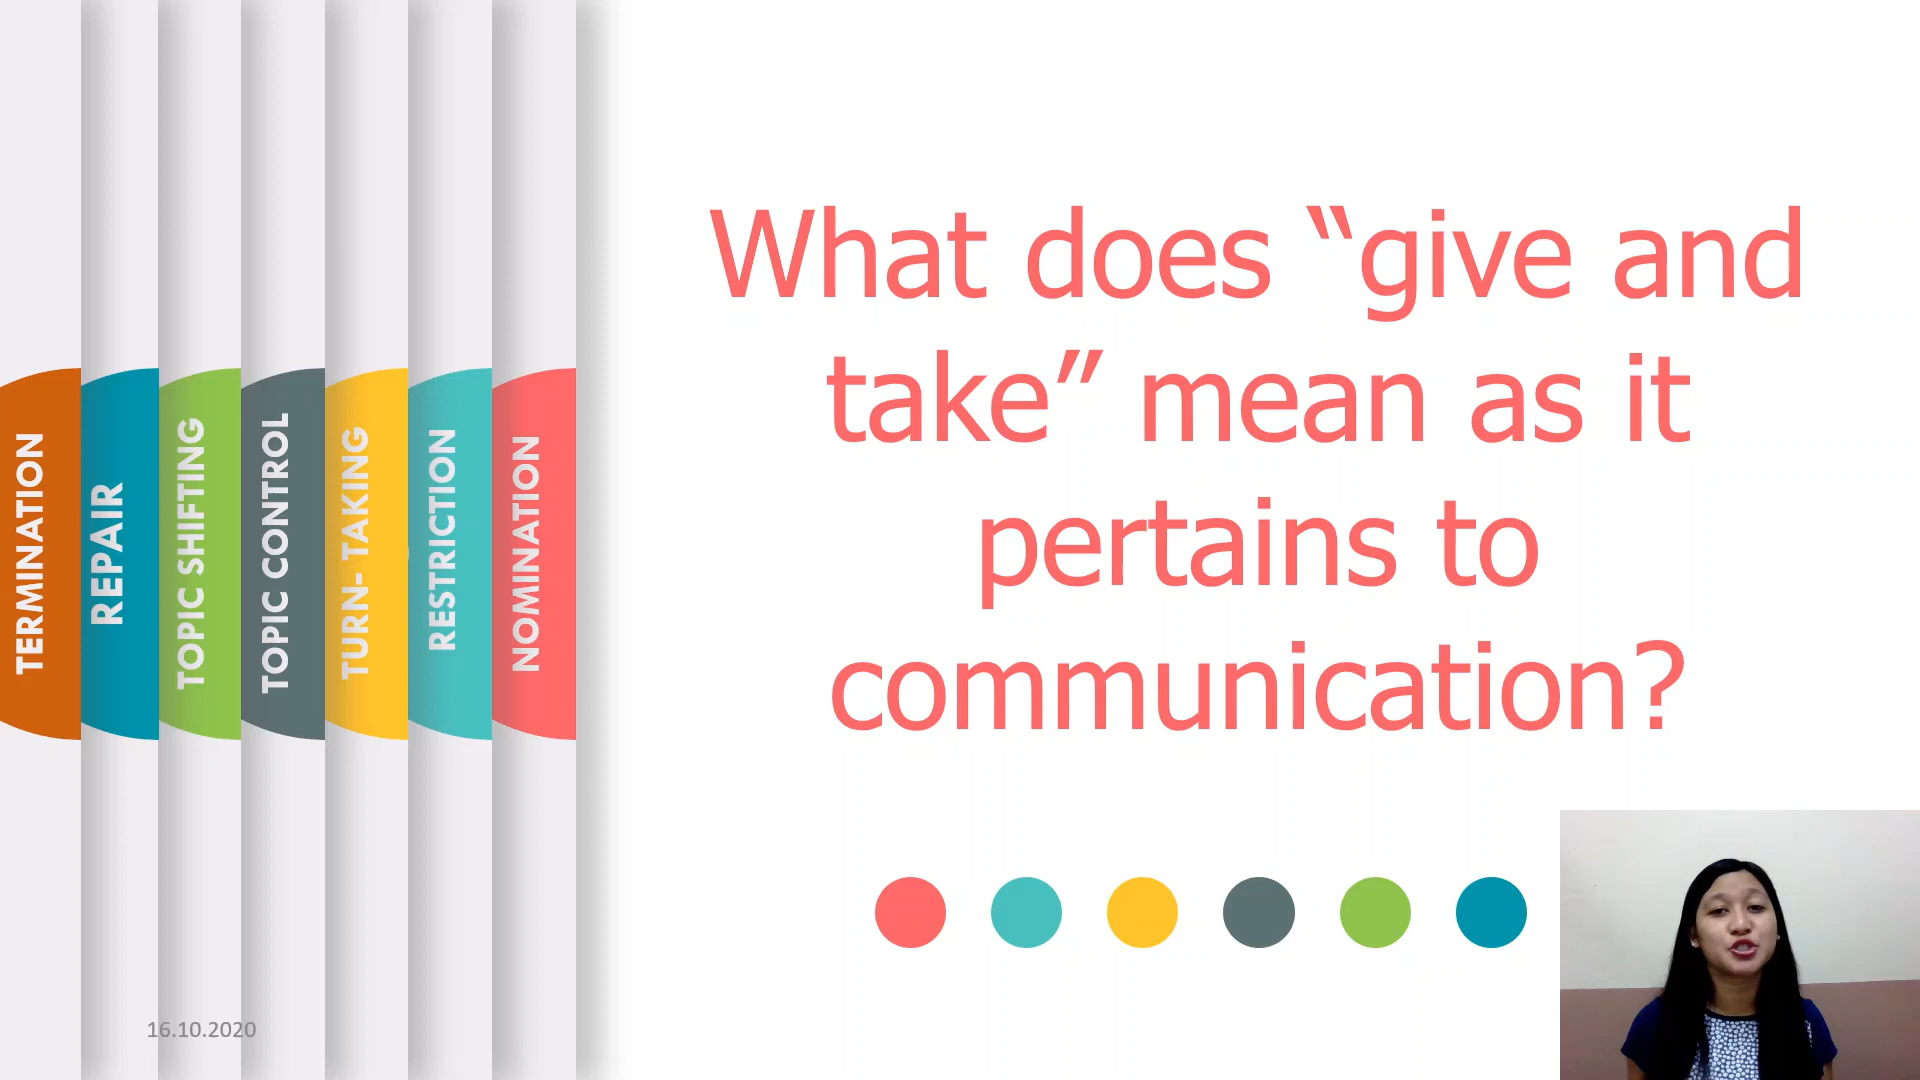 TERMINATION
REPAIR
TOPIC SHIFTING
TOPIC CONTROL
TURN- TAKING
RESTRICTION
NOMINATION
What does “give and
take” mean as it
pertains to
communication?
16.10.2020